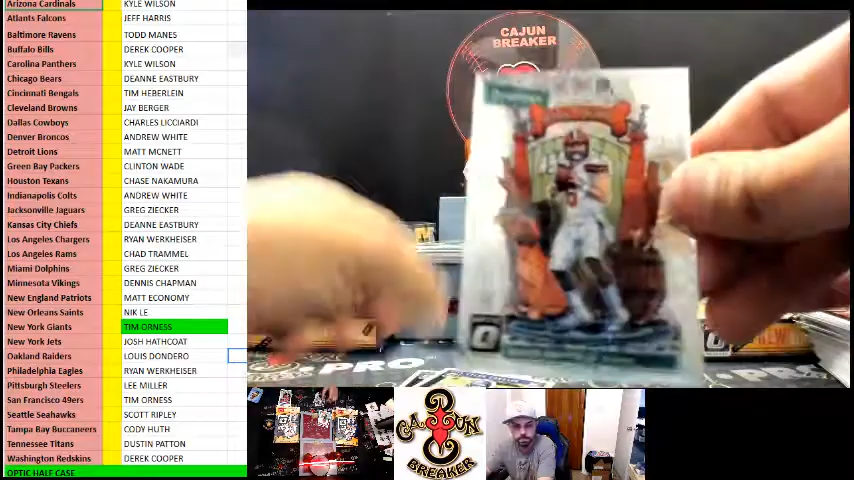 Arizona Cardinals KYLE WILSON
Atlants Falcons JEFF HARRIS
Baltimore Ravens TODD MANES
Buffalo Bills DEREK COOPER
Carolina Panthers KYLE WILSON
Chicago Bears DEANNE EASTBURY
Cincinnati Bengals TIM HEBERLEIN
Cleveland Browns JAY BERGER
Dallas Cowboys CHARLES LICCIARDI
Denver Broncos ANDREW WHITE
Detroit Lions MATT MCNETT
Green Bay Packers CLINTON WADE
Houston Texans CHASE NAKAMURA
Indianapolis Colts ANDREW WHITE
Jacksonville Jaguars GREG ZIECKER
Kansas City Chiefs DEANNE EASTBURY
Los Angeles Chargers RYAN WERKHEISER
Los Angeles Rams CHAD TRAMMEL
Miami Dolphins GREG ZIECKER
Minnesota Vikings DENNIS CHAPMAN
New England Patriots MATT ECONOMY
New Orleans Saints NIK LE
New York Giants TIM ORNESS
New York Jets JOSH HATHCOAT
Oakland Raiders LOUIS DONDERO
Philadelphia Eagles RYAN WERKHEISER
Pittsburgh Steelers LEE MILLER
San Francisco 49ers TIM ORNESS
Seattle Seahawks SCOTT RIPLEY
Tampa Bay Buccaneers CODY HUTH
Tennessee Titans DUSTIN PATTON
Washington Redskins DEREK COOPER
OPTIC HALF CASE
CAJUN
BREAKER
PRO
CAJUN
BREAKER